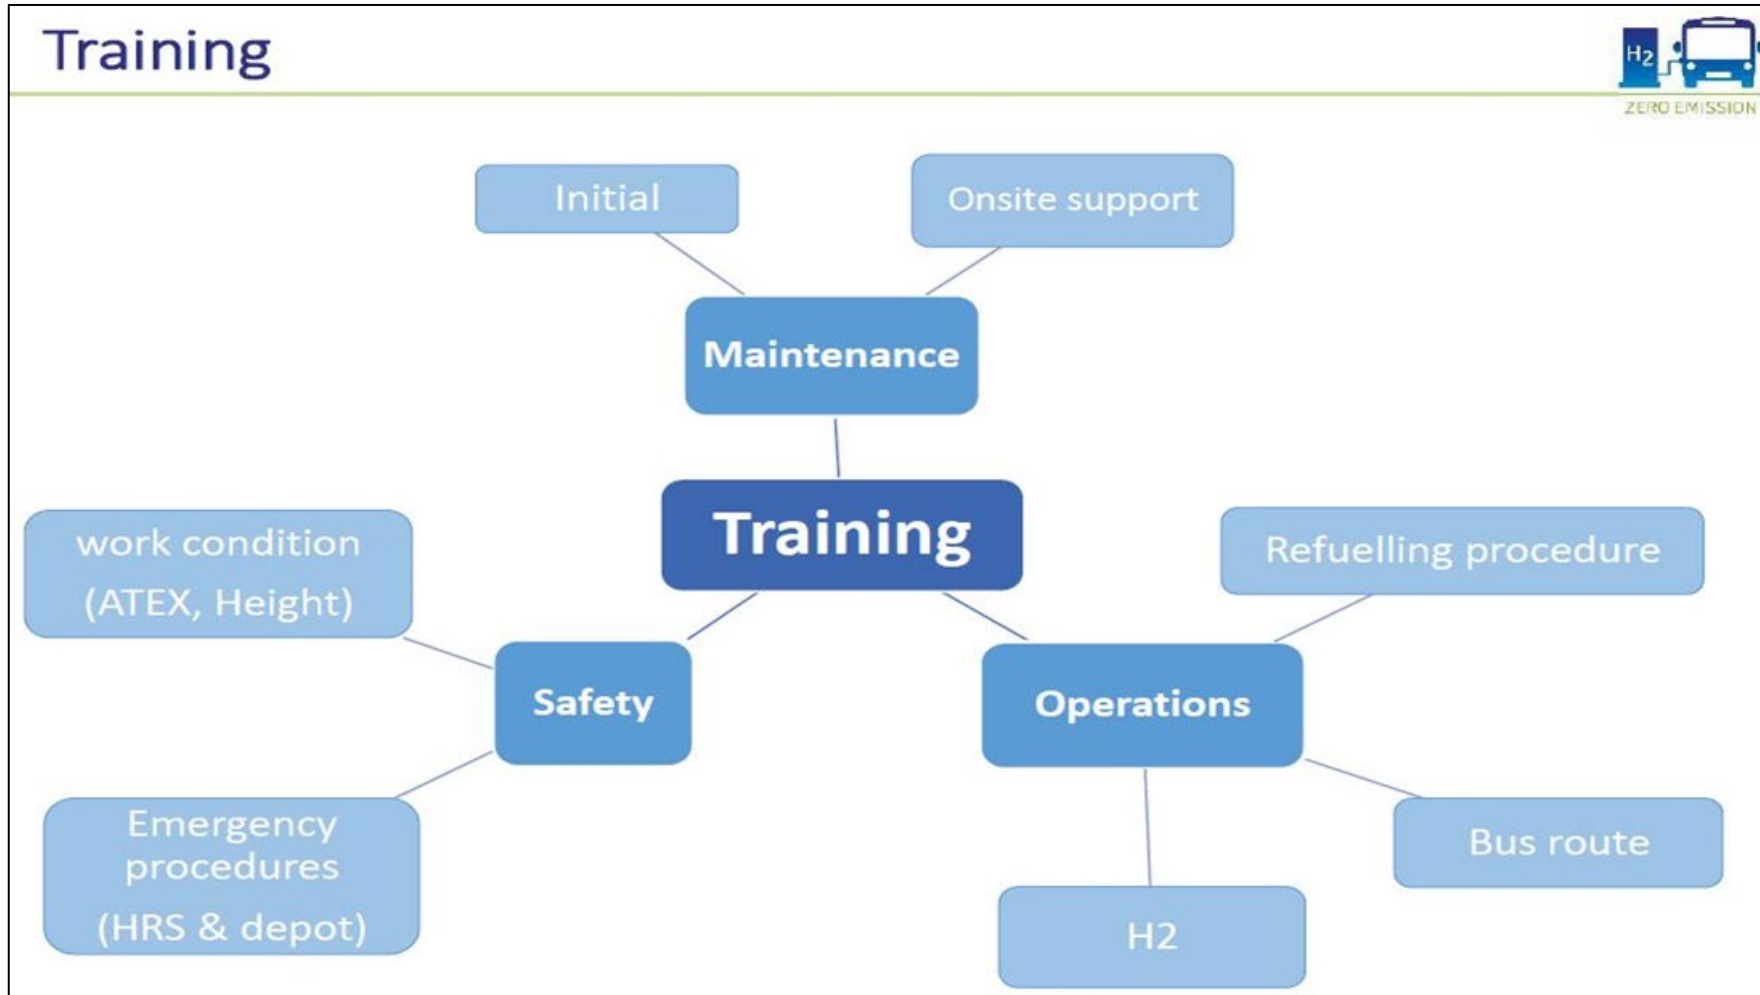 Training
H2
ZERO EMISSION
Initial
Onsite support
Maintenance
Training
work condition
(ATEX, Height)
Refuelling procedure
Safety
Operations
Emergency
procedures
(HRS & depot)
Bus route
H2